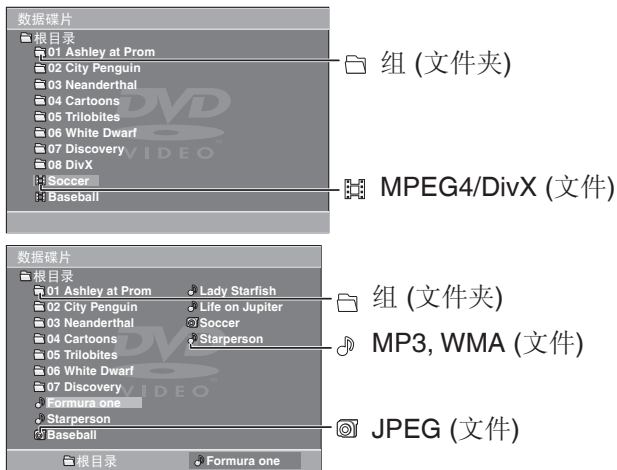 数据碟片
根目录
01 Ashley at Prom
02 City Penguin
03 Neanderthal
04 Cartoons
05 Trilobites
06 White Dwarf
07 Discovery
08 DivX
Soccer
Baseball
DVD
VIDEO
组 (文件夹)
MPEG4/DivX (文件)
数据碟片
根目录
01 Ashley at Prom
02 City Penguin
03 Neanderthal
04 Cartoons
05 Trilobites
06 White Dwarf
07 Discovery
Formura one
Starperson
Baseball
Lady Starfish
Life on Jupiter
Soccer
Starperson
DVD
VIDEO
根目录
Formura one
组 (文件夹)
MP3, WMA (文件)
JPEG (文件)